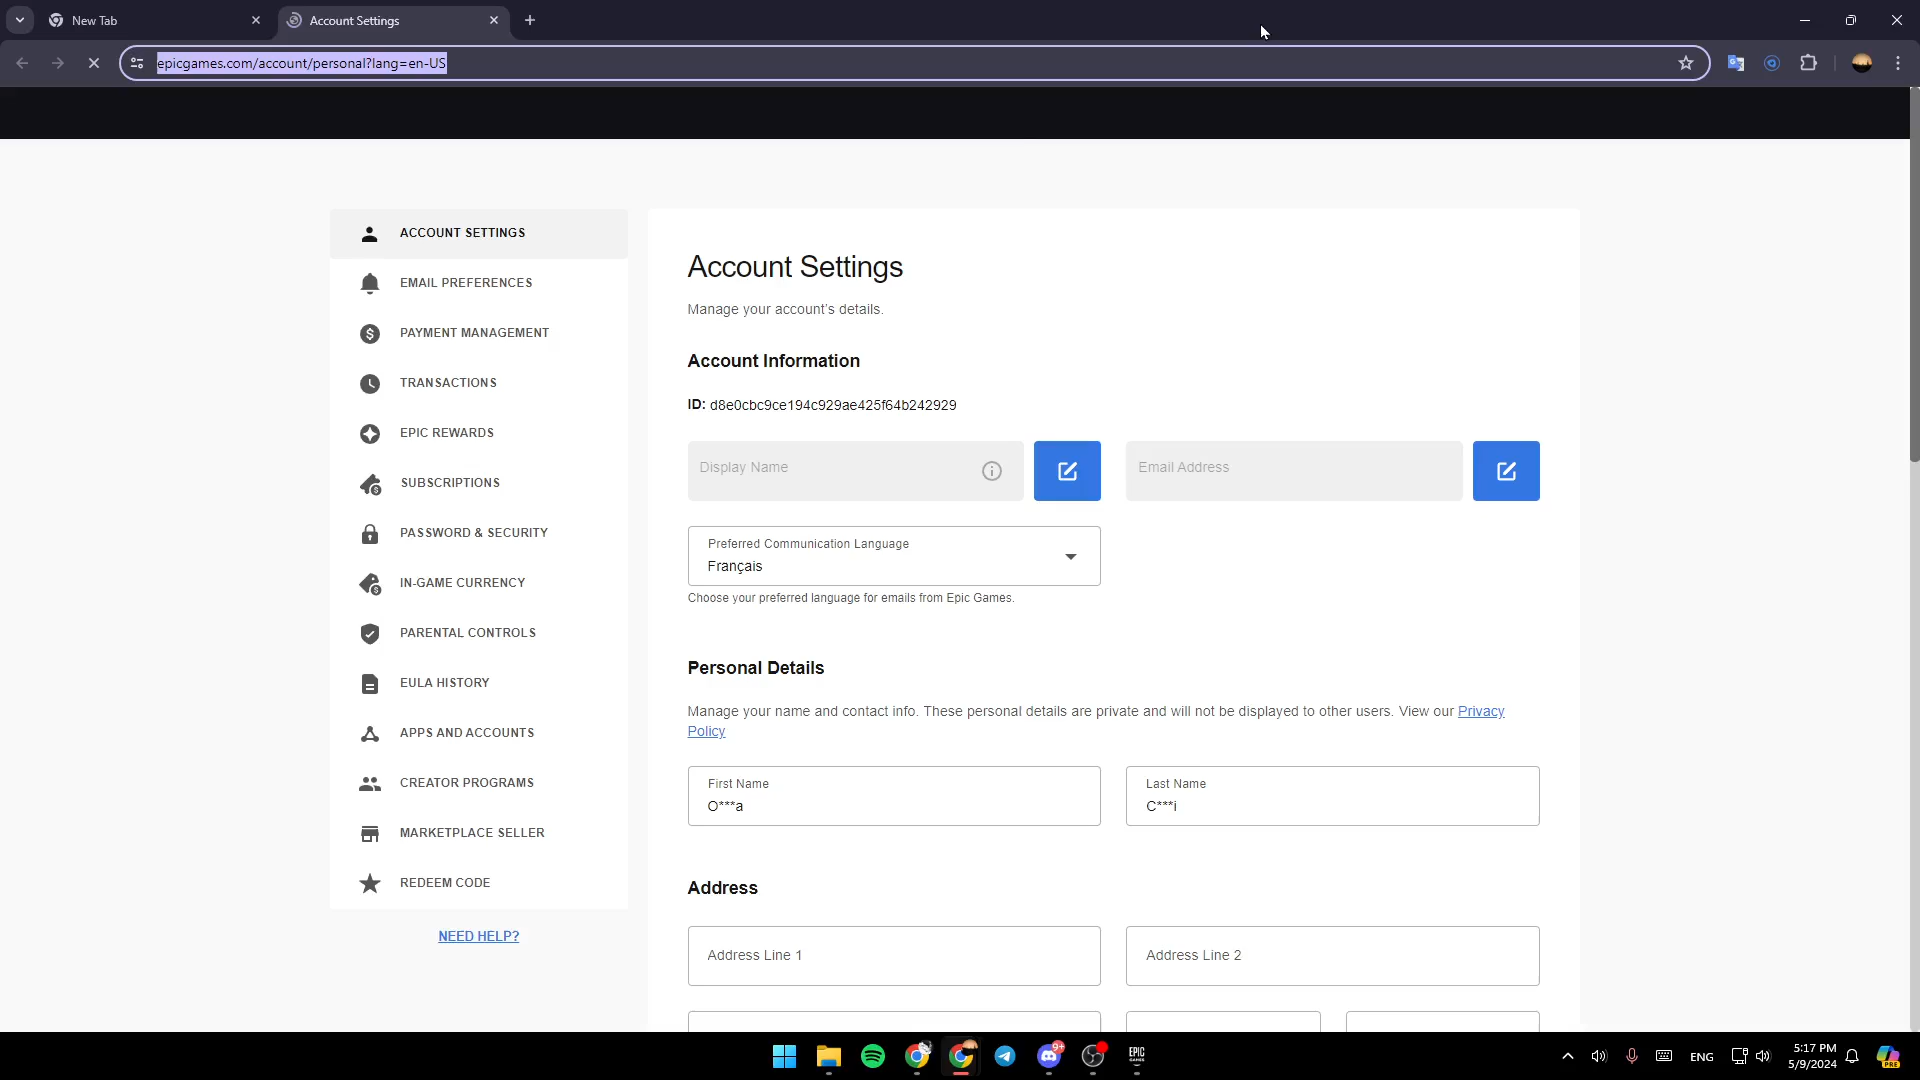 New Tab
Account Settings
epicgames.com/account/personal?lang=en-US
ACCOUNT SETTINGS
EMAIL PREFERENCES
PAYMENT MANAGEMENT
TRANSACTIONS
EPIC REWARDS
SUBSCRIPTIONS
PASSWORD & SECURITY
IN-GAME CURRENCY
PARENTAL CONTROLS
EULA HISTORY
APPS AND ACCOUNTS
CREATOR PROGRAMS
MARKETPLACE SELLER
REDEEM CODE
NEED HELP?
Account Settings
Manage your account's details.
Account Information
ID: d8e0cbc9ce194c929ae425f64b242929
Display Name
Email Address
Preferred Communication Language
Français
Choose your preferred language for emails from Epic Games.
Personal Details
Manage your name and contact info. These personal details are private and will not be displayed to other users. View our Privacy
Policy
First Name
O***a
Last Name
C***i
Address
Address Line 1
Address Line 2
9+
EPIC
GAMES
ENG
5:17 PM
5/9/2024
PRE